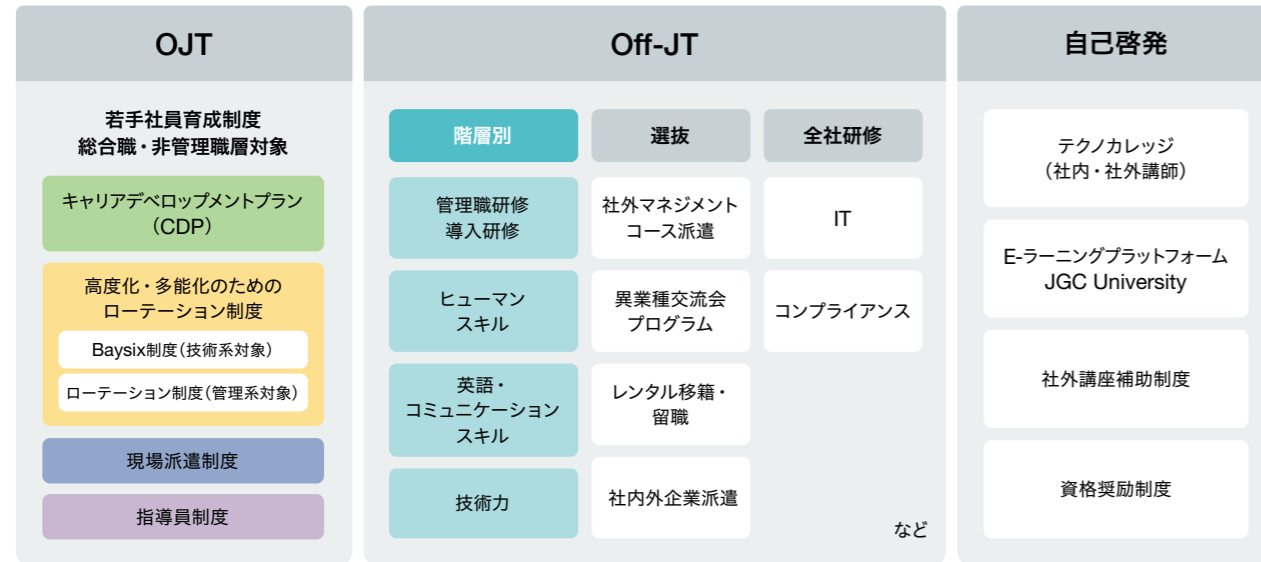 OJT
若手社員育成制度
総合職・非管理職層対象
キャリアデベロップメントプラン
（CDP）
高度化・多能化のための
ローテーション制度
Baysix制度（技術系対象）
ローテーション制度（管理系対象）
現場派遣制度
指導員制度
Off-JT
階層別
管理職研修
導入研修
ヒューマン
スキル
英語・
コミュニケーション
スキル
技術力
選抜
社外マネジメント
コース派遣
異業種交流会
プログラム
レンタル移籍・
留職
社内外企業派遣
全社研修
IT
コンプライアンス
など
自己啓発
テクノカレッジ
（社内・社外講師）
E-ラーニングプラットフォーム
JGC University
社外講座補助制度
資格奨励制度